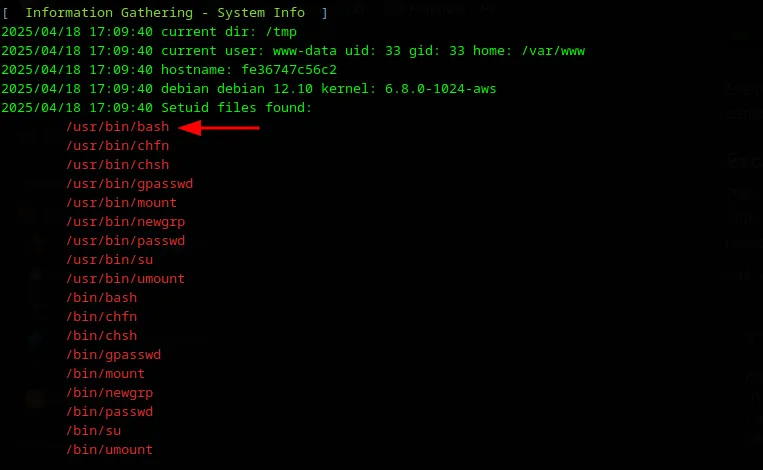 [  Information Gathering - System Info  ]
2025/04/18 17:09:40 current dir: /tmp
2025/04/18 17:09:40 current user: www-data uid: 33 gid: 33 home: /var/www
2025/04/18 17:09:40 hostname: fe36747c56c2
2025/04/18 17:09:40 debian debian 12.10 kernel: 6.8.0-1024-aws
2025/04/18 17:09:40 Setuid files found:
/usr/bin/bash
/usr/bin/chfn
/usr/bin/chsh
/usr/bin/gpasswd
/usr/bin/mount
/usr/bin/newgrp
/usr/bin/passwd
/usr/bin/su
/usr/bin/umount
/bin/bash
/bin/chfn
/bin/chsh
/bin/gpasswd
/bin/mount
/bin/newgrp
/bin/passwd
/bin/su
/bin/umount